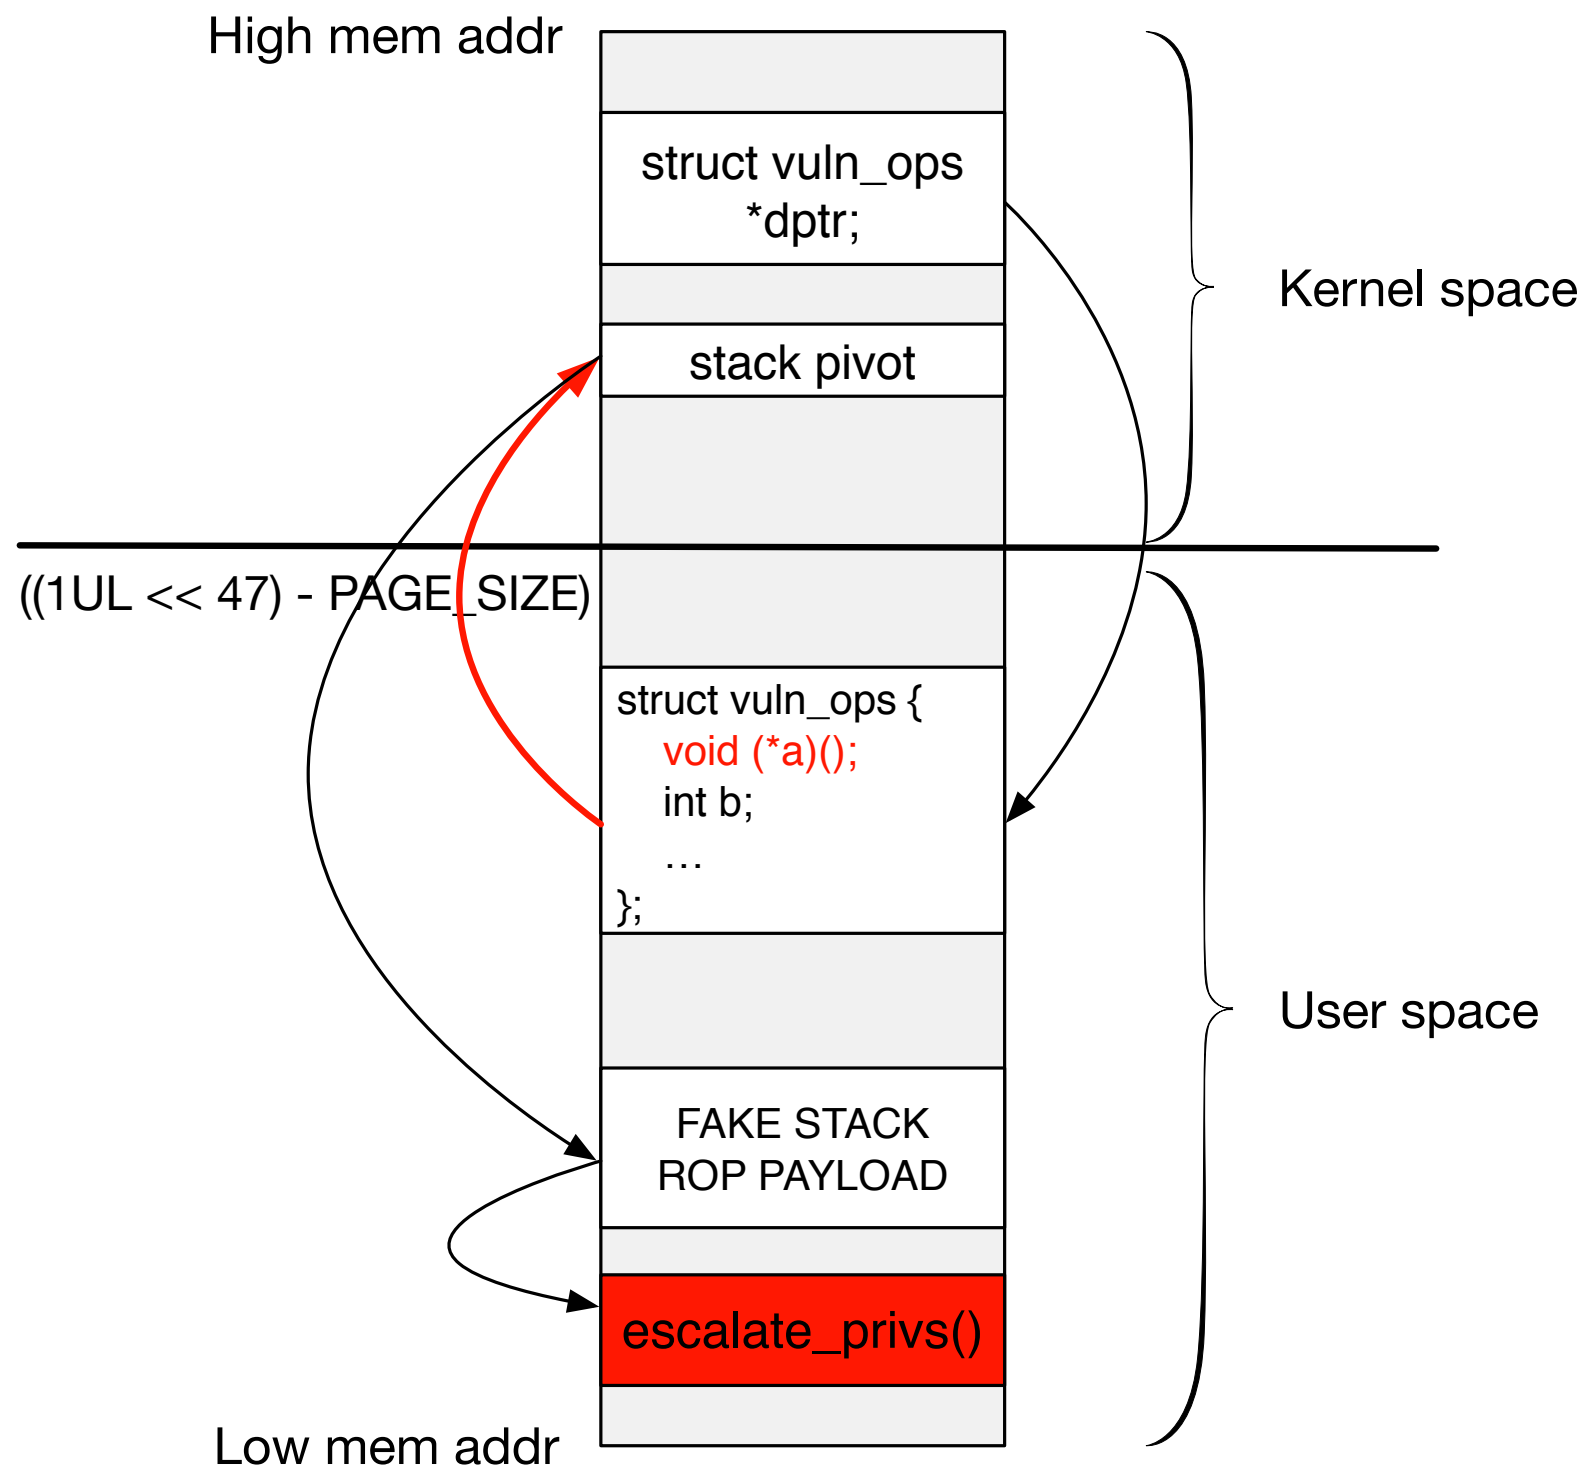 High mem addr
struct vuln_ops
*dptr;
Kernel space
stack pivot
((1UL << 47) - PAGE_SIZE)
struct vuln_ops {
void (*a)();
int b;
…
};
User space
FAKE STACK
ROP PAYLOAD
escalate_privs()
Low mem addr